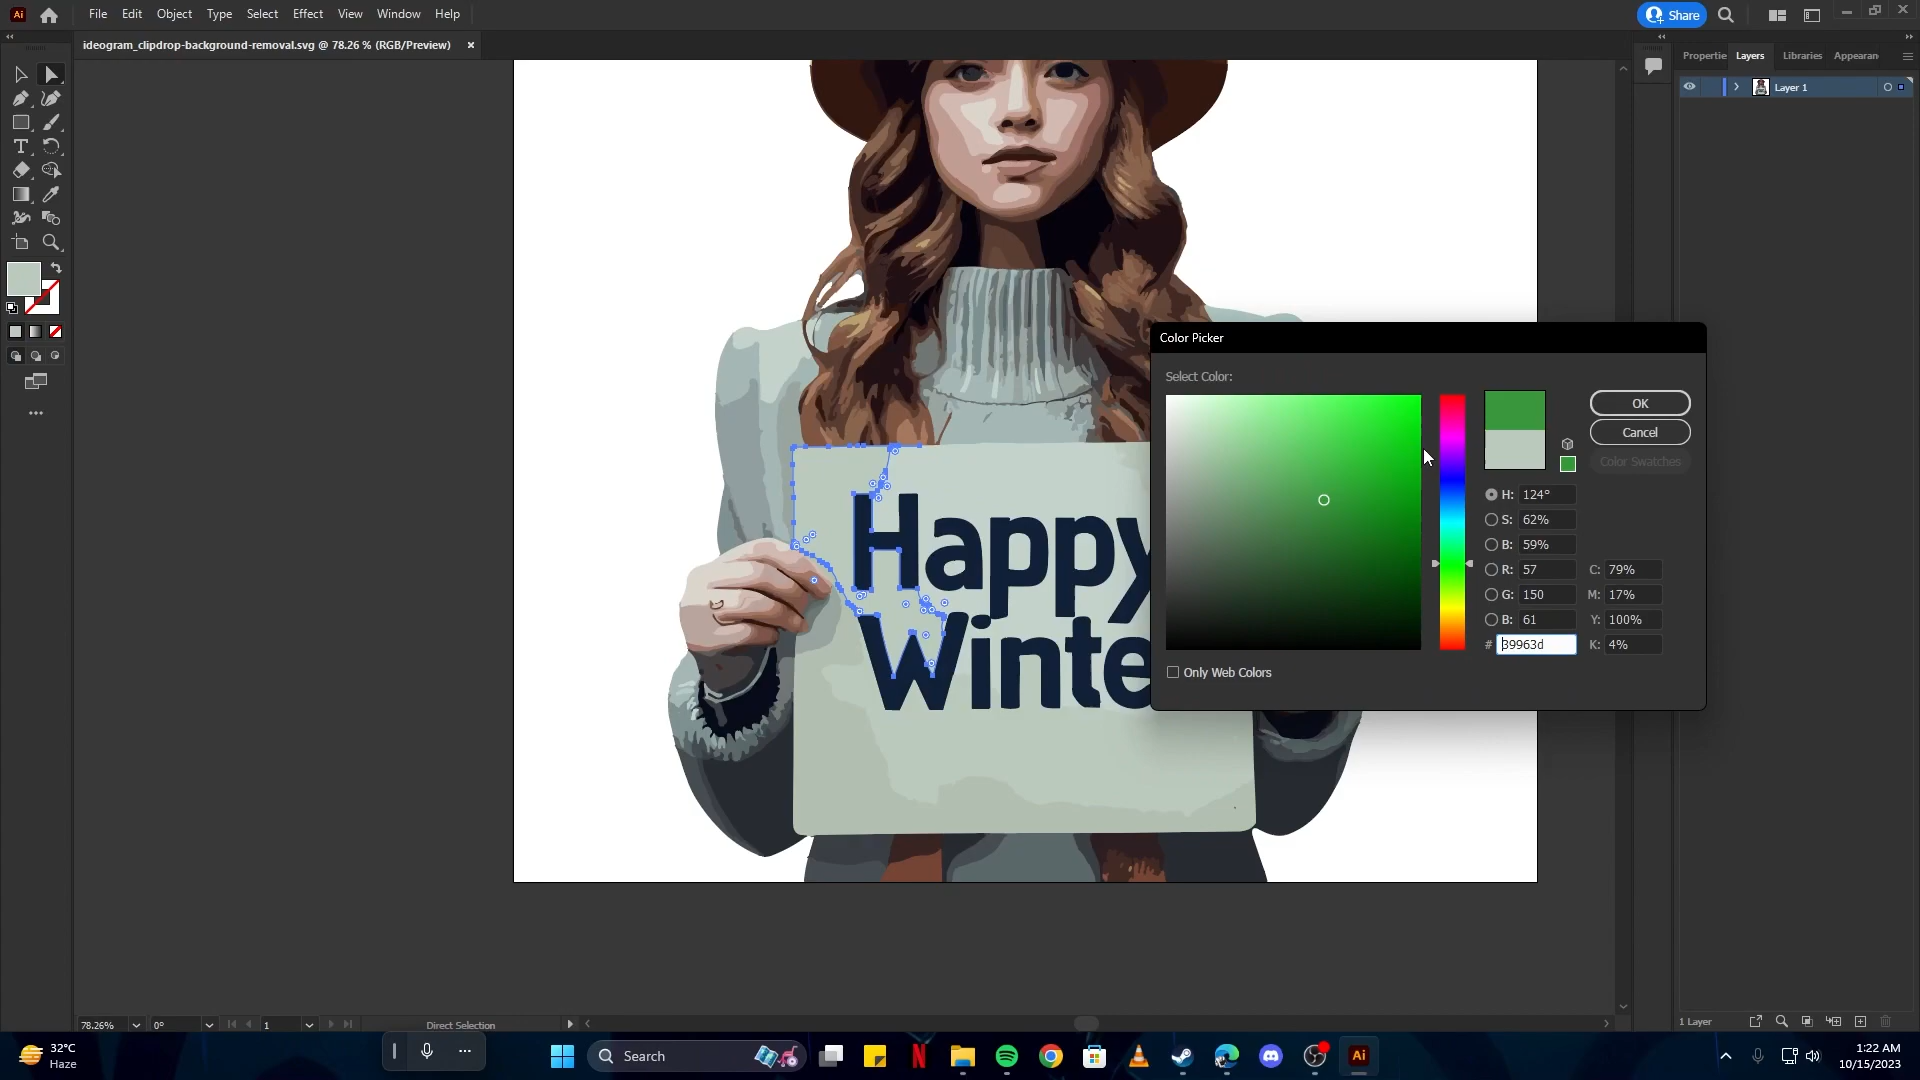 Ai File Edit Object Type Select Effect View Window Help Share
ideogram_clipdrop-background-removal.svg @ 78.26 % (RGB/Preview)
Properties Layers Libraries Appearan
Layer 1
Color Picker
Select Color:
OK
Cancel
Color Swatches
H: 124°
S: 62%
B: 59%
R: 57 C: 79%
G: 150 M: 17%
B: 61 Y: 100%
# 39963d K: 4%
Only Web Colors
Happy
Winte
78.26% 0° 1 Direct Selection
1 Layer
32°C
Haze
Search
Ai
1:22 AM
10/15/2023